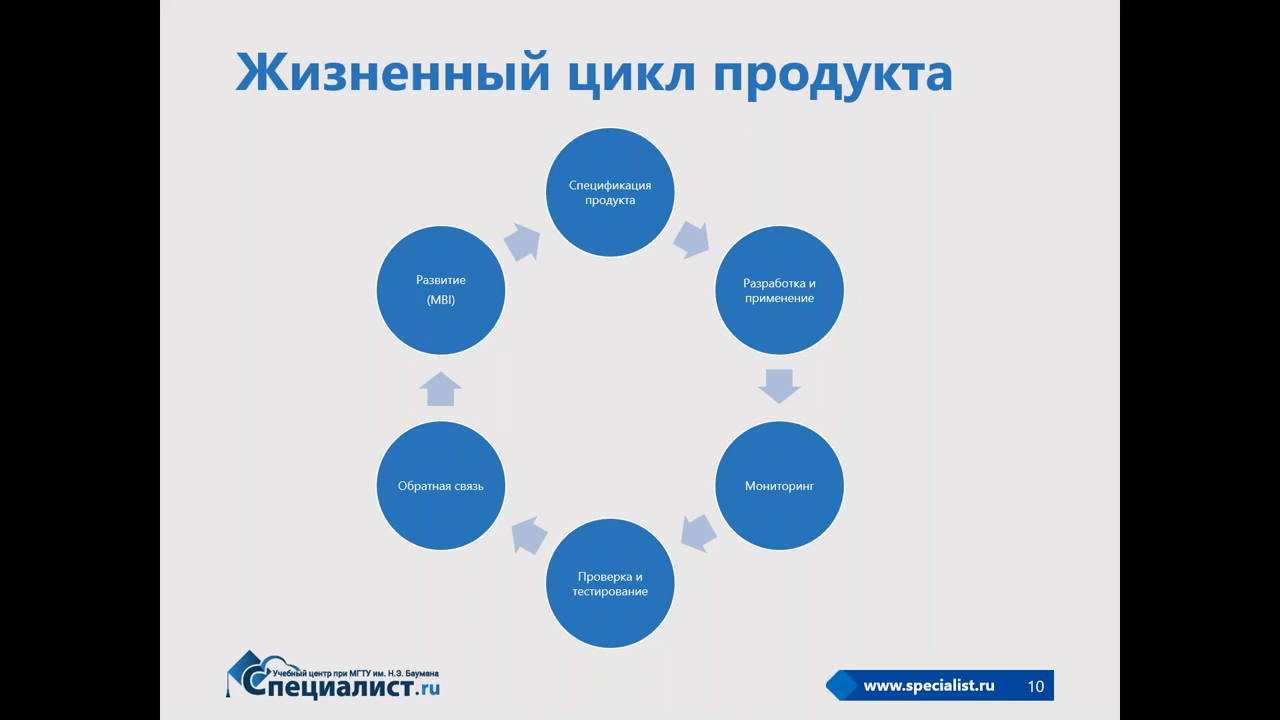 Жизненный цикл продукта
Спецификация
продукта
Разработка и
применение
Мониторинг
Проверка и
тестирование
Обратная связь
Развитие
(MBI)
Учебный центр при МГТУ им. Н.Э. Баумана
Специалист.ru
www.specialist.ru
10